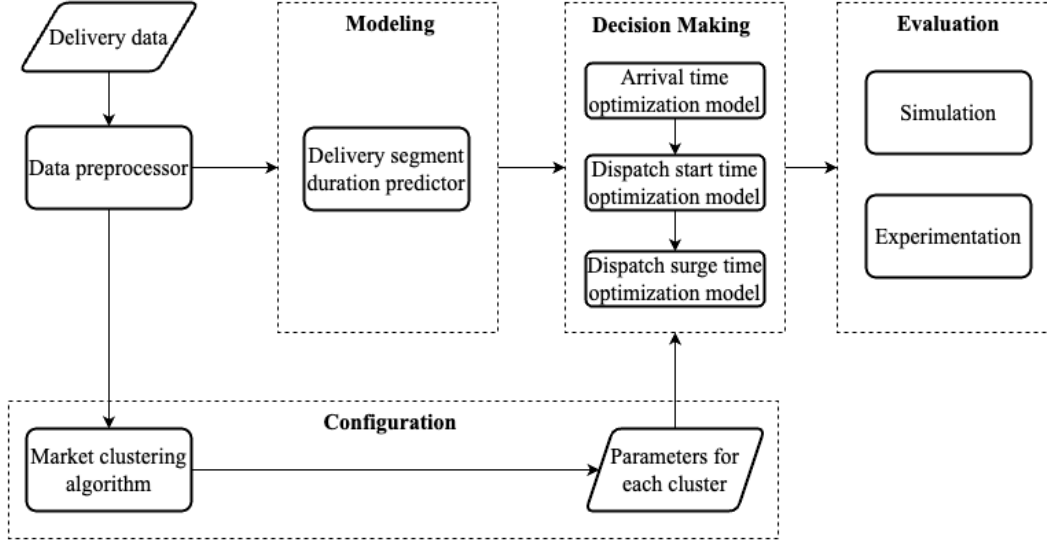 Delivery data
Data preprocessor
Modeling
Delivery segment
duration predictor
Decision Making
Arrival time
optimization model
Dispatch start time
optimization model
Dispatch surge time
optimization model
Evaluation
Simulation
Experimentation
Configuration
Market clustering
algorithm
Parameters for
each cluster